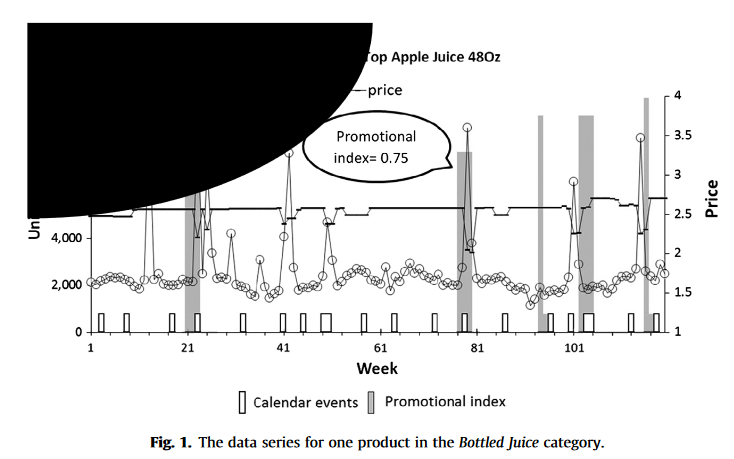 Top Apple Juice 48Oz
price
Promotional
index= 0.75
4
3.5
3
2.5
2
1.5
1
Price
4,000
2,000
0
1 21 41 61 81 101
Week
Calendar events Promotional index
Fig. 1. The data series for one product in the Bottled Juice category.